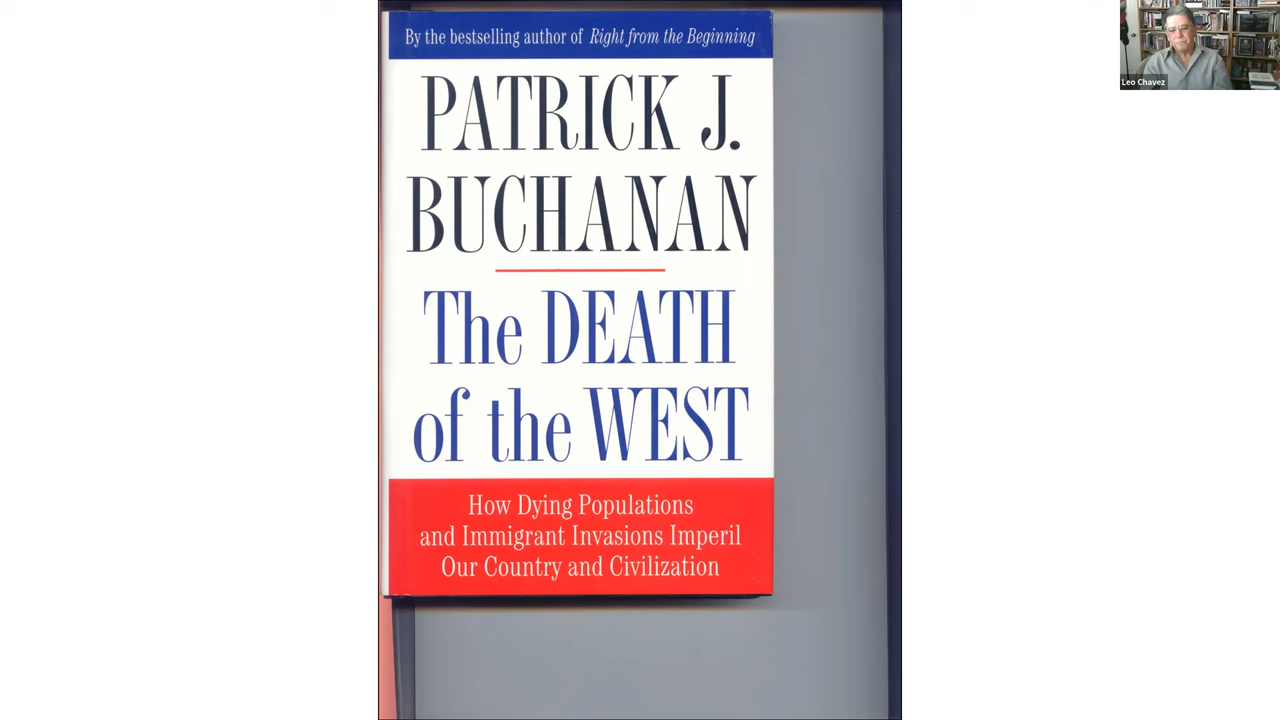 By the bestselling author of Right from the Beginning
PATRICK J.
BUCHANAN
The DEATH
of the WEST
How Dying Populations
and Immigrant Invasions Imperil
Our Country and Civilization
Leo Chavez